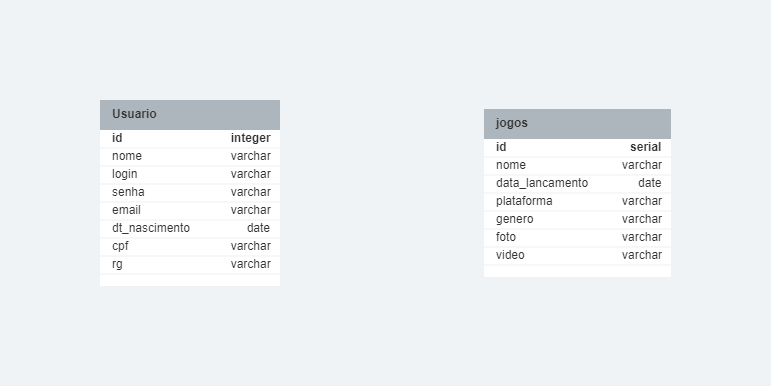 Usuario
id integer
nome varchar
login varchar
senha varchar
email varchar
dt_nascimento date
cpf varchar
rg varchar
jogos
id serial
nome varchar
data_lancamento date
plataforma varchar
genero varchar
foto varchar
video varchar